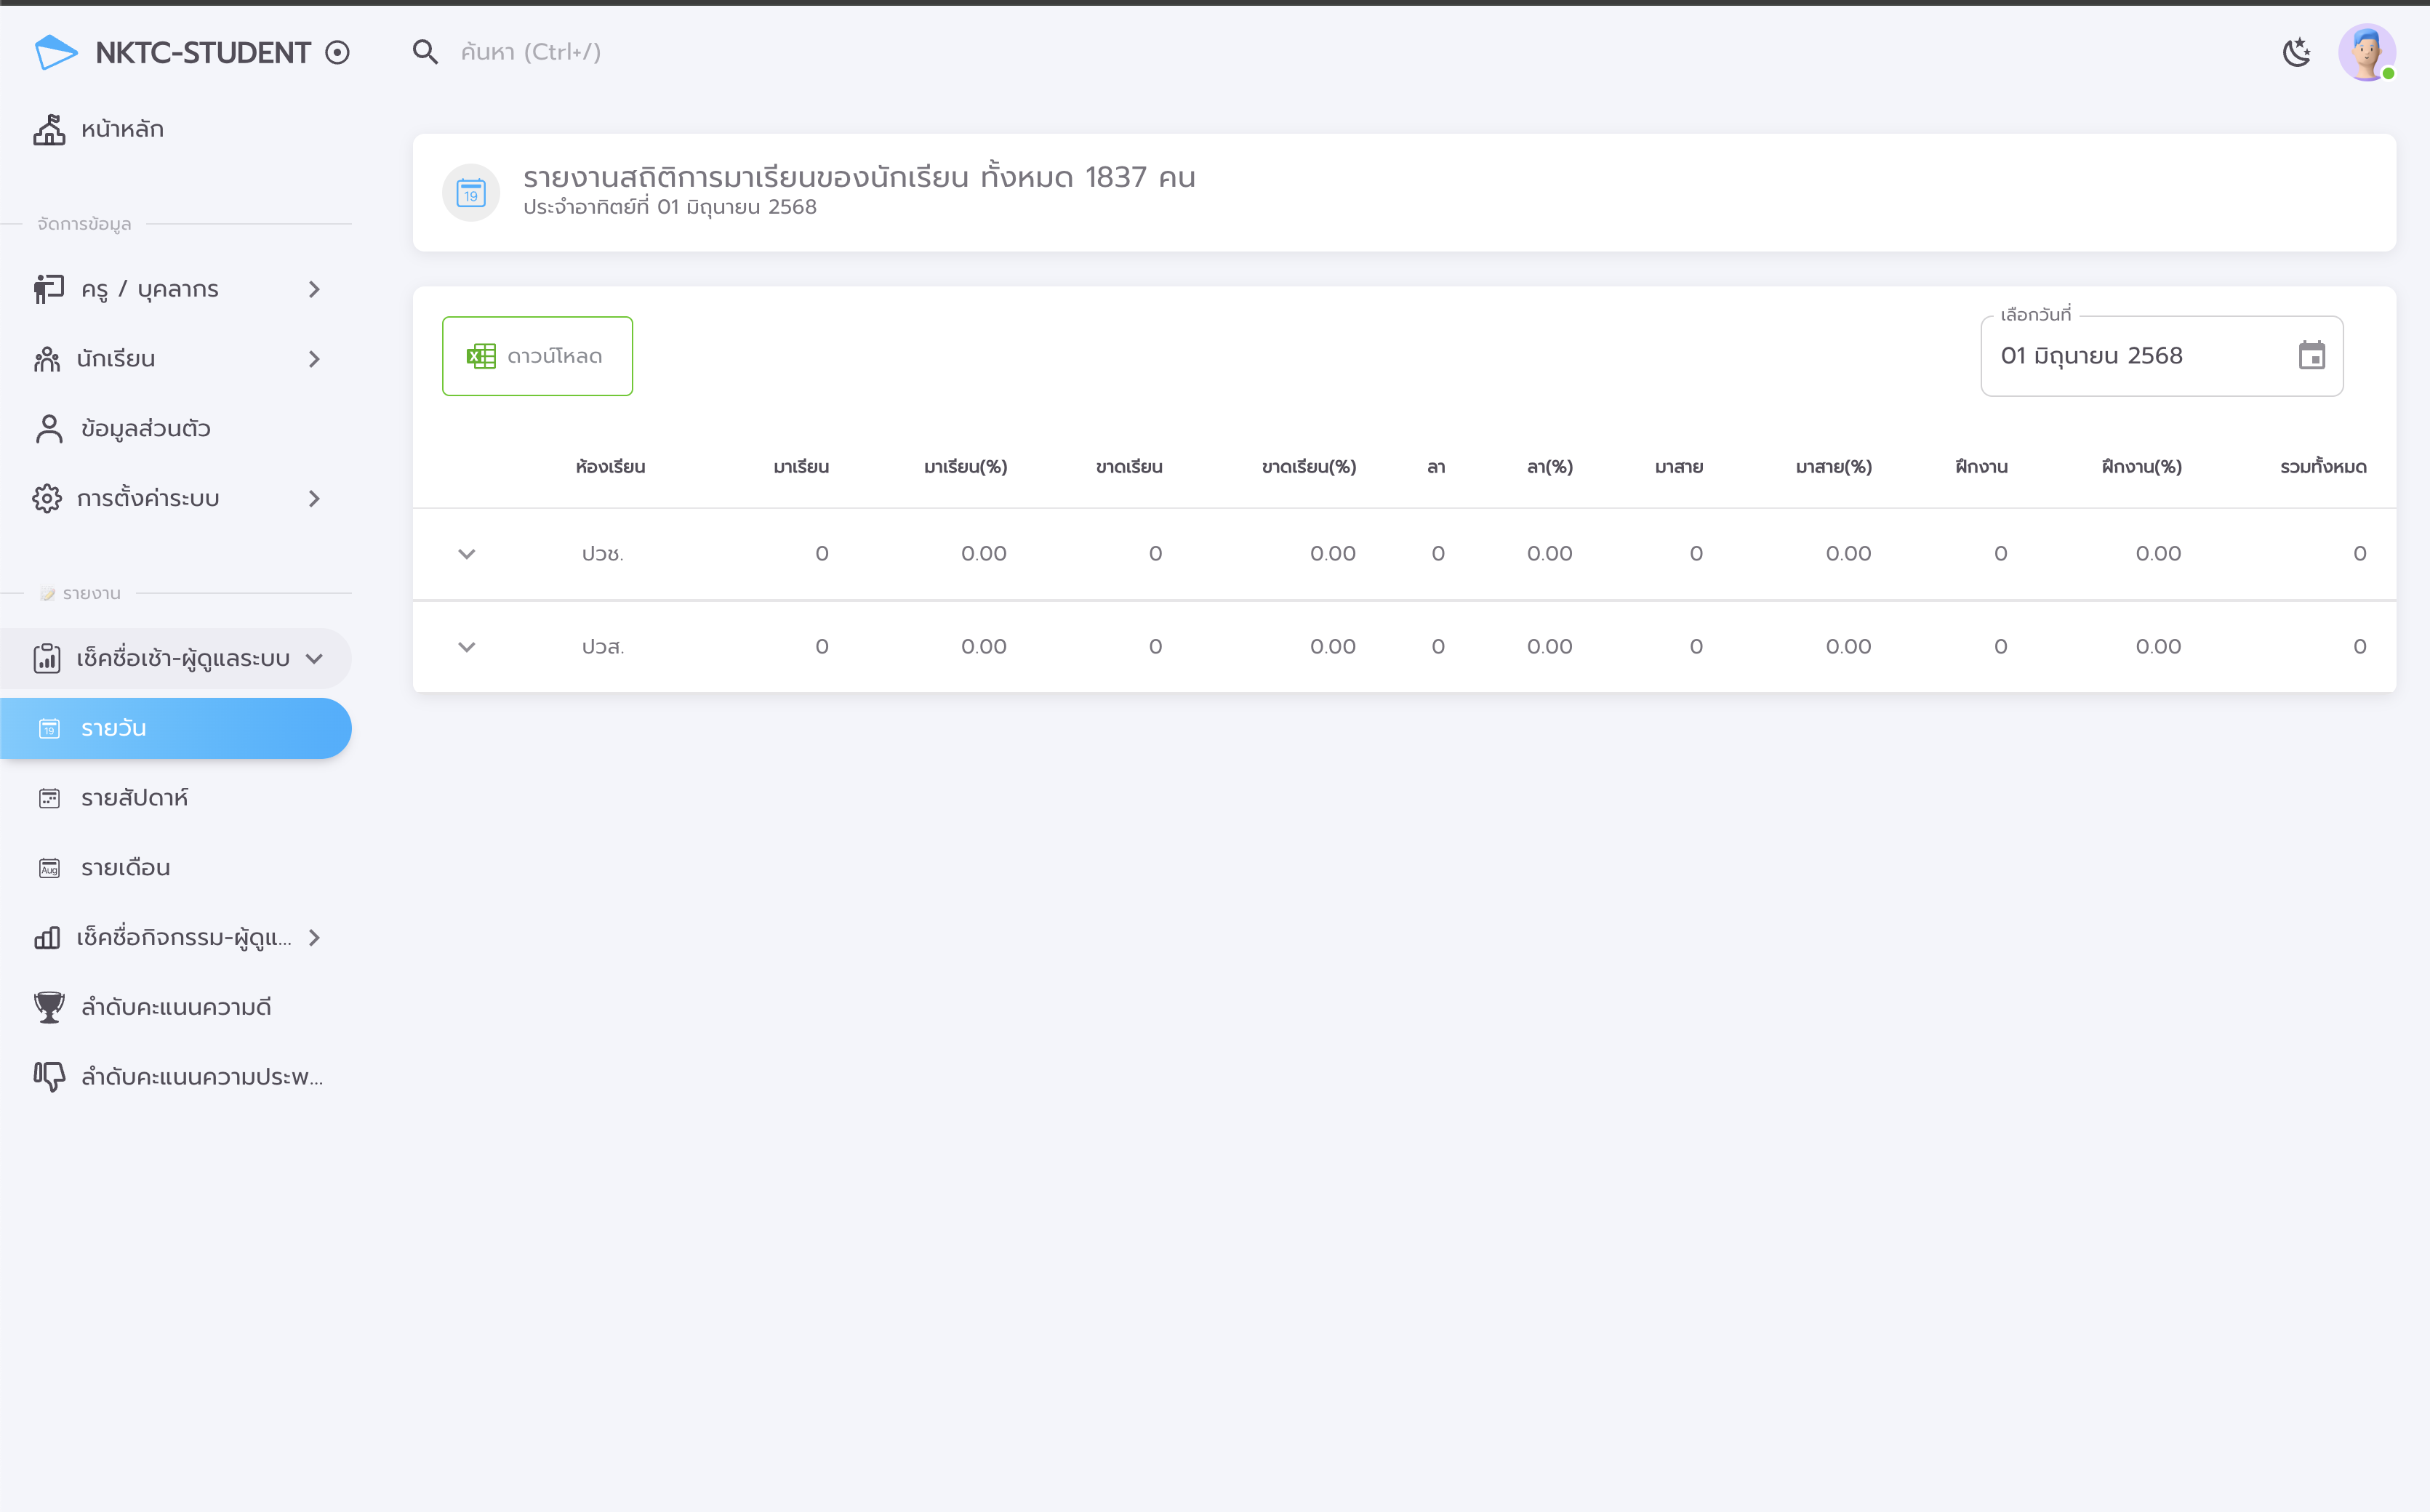 NKTC-STUDENT
ค้นหา (Ctrl+/)
หน้าหลัก
จัดการข้อมูล
ครู / บุคลากร
นักเรียน
ข้อมูลส่วนตัว
การตั้งค่าระบบ
รายงาน
เช็คชื่อเช้า-ผู้ดูแลระบบ
19 รายวัน
รายสัปดาห์
Aug รายเดือน
เช็คชื่อกิจกรรม-ผู้ดูแ...
ลำดับคะแนนความดี
ลำดับคะแนนความประพ...
19
รายงานสถิติการมาเรียนของนักเรียน ทั้งหมด 1837 คน
ประจำอาทิตย์ที่ 01 มิถุนายน 2568
ดาวน์โหลด
เลือกวันที่
01 มิถุนายน 2568
ห้องเรียน มาเรียน มาเรียน(%) ขาดเรียน ขาดเรียน(%) ลา ลา(%) มาสาย มาสาย(%) ฝึกงาน ฝึกงาน(%) รวมทั้งหมด
ปวช. 0 0.00 0 0.00 0 0.00 0 0.00 0 0.00 0
ปวส. 0 0.00 0 0.00 0 0.00 0 0.00 0 0.00 0